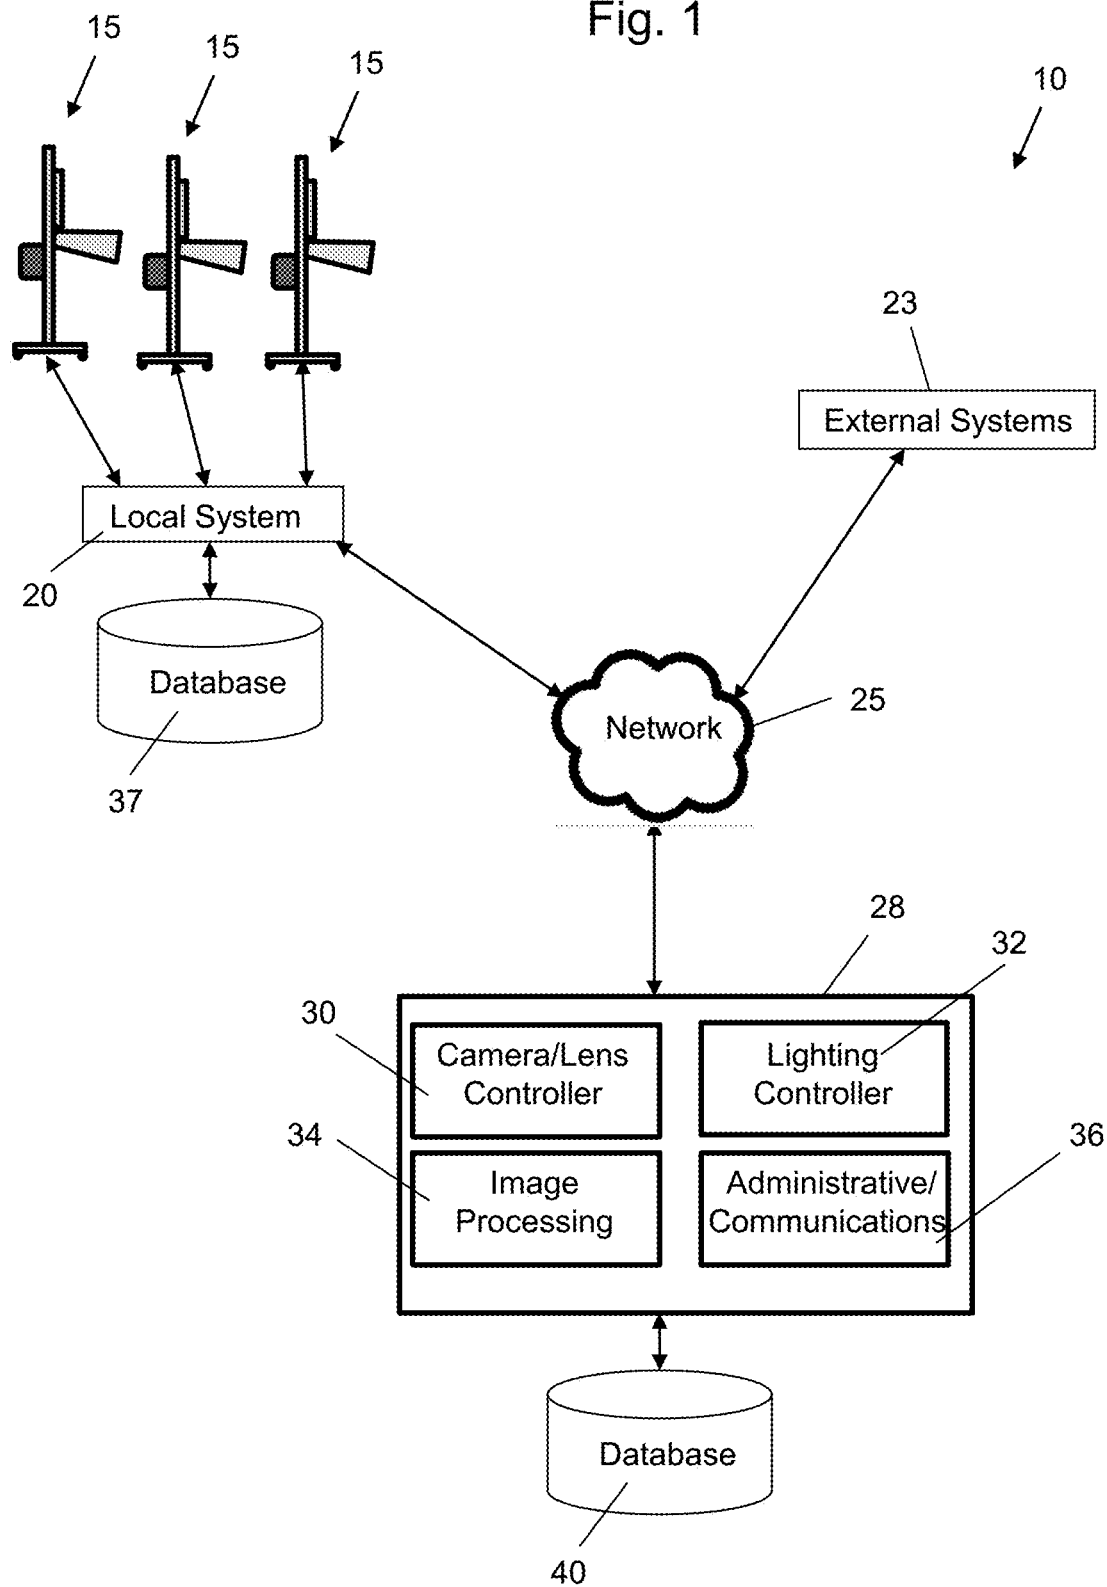 Fig. 1
15
15
15
10
23
External Systems
Local System
20
Database
37
Network
25
28
32
30
Camera/Lens
Controller
Lighting
Controller
34
36
Image
Processing
Administrative/
Communications
Database
40